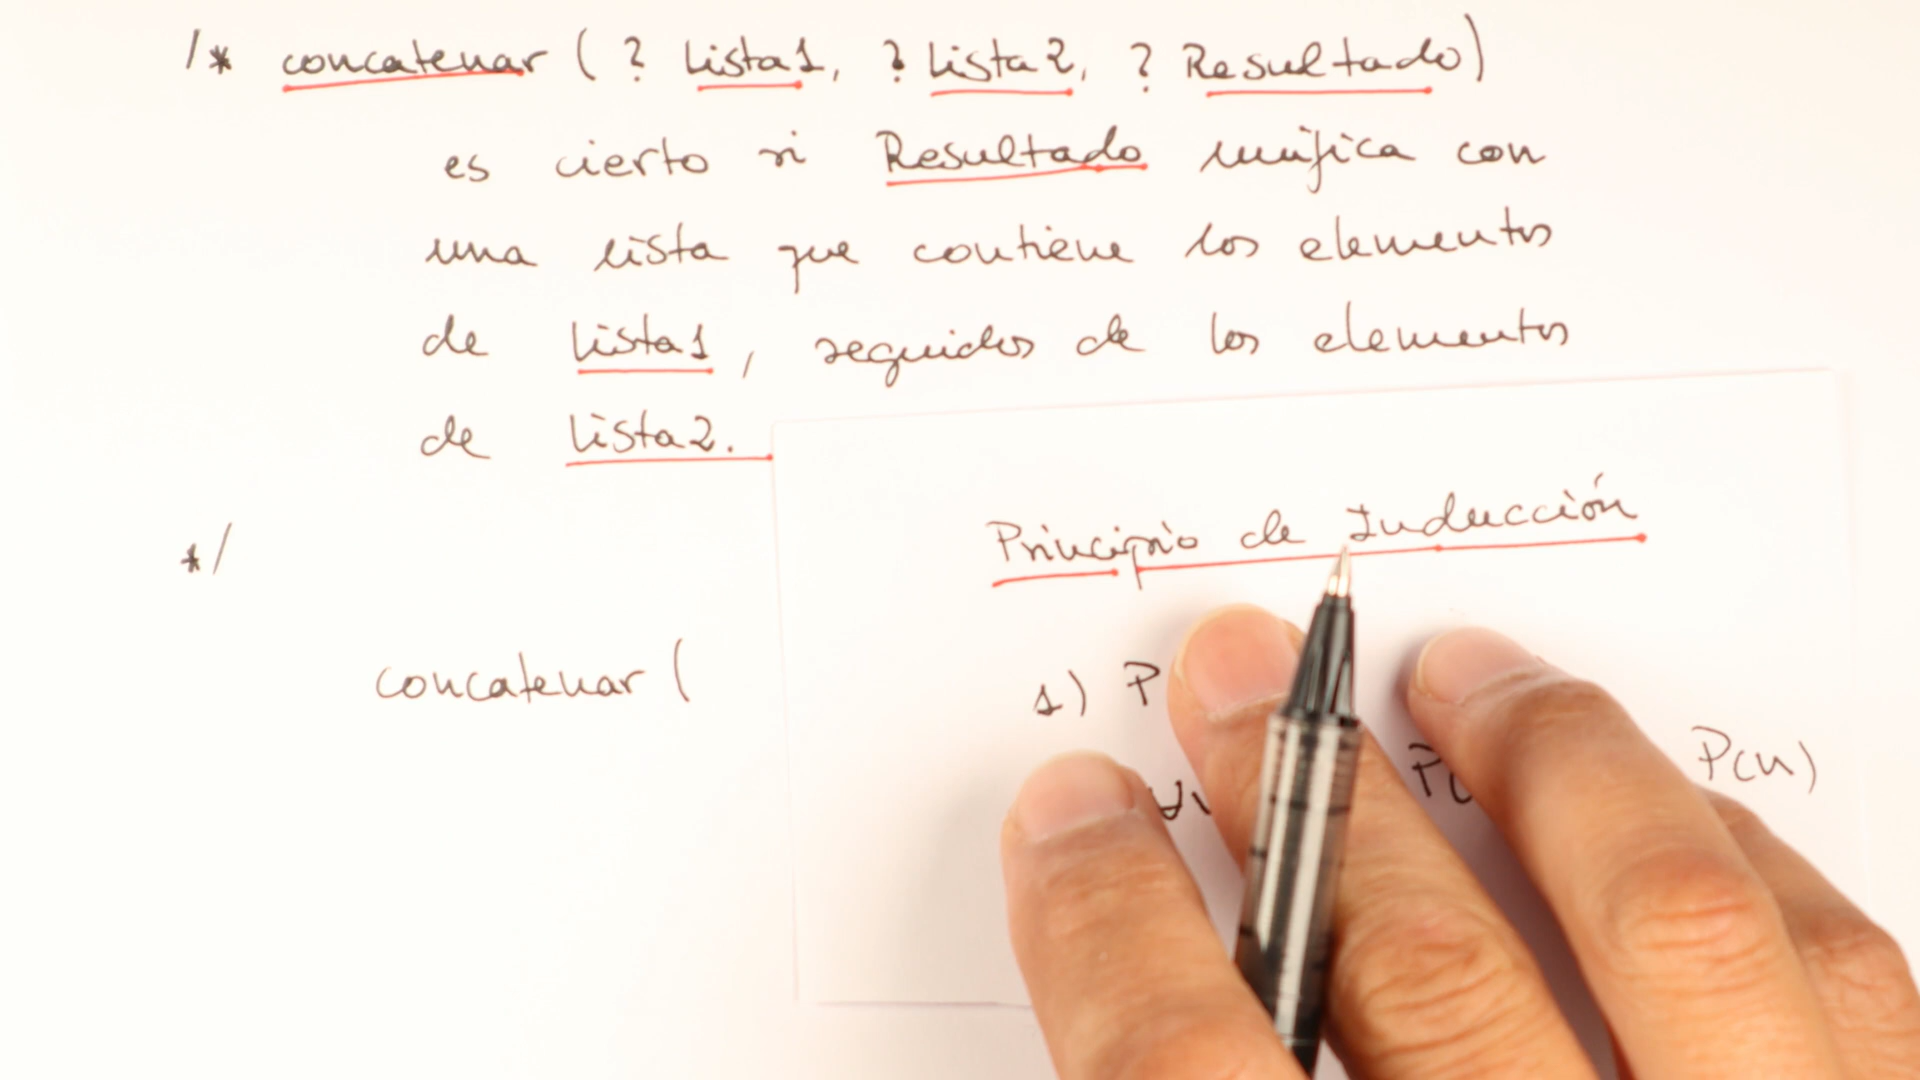 /* concatenar ( ? Lista1, ? Lista2, ? Resultado)
es cierto si Resultado unifica con
una lista que contiene los elementos
de Lista1, seguidos de los elementos
de Lista2.
*/
Principio de Inducción
concatenar (
1) P
P(n)